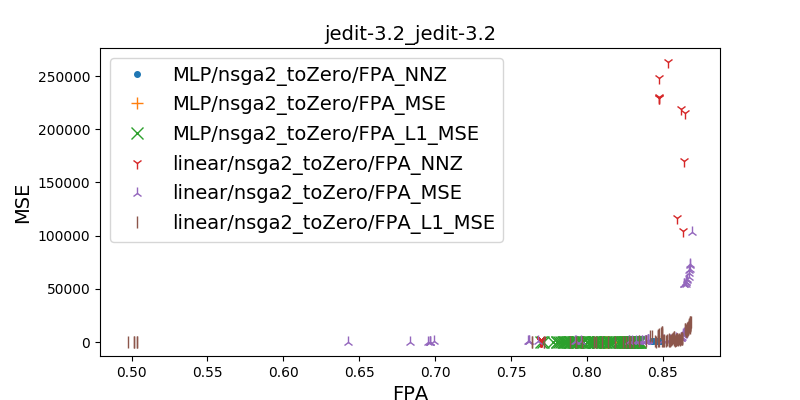 jedit-3.2_jedit-3.2
MLP/nsga2_toZero/FPA_NNZ
MLP/nsga2_toZero/FPA_MSE
MLP/nsga2_toZero/FPA_L1_MSE
linear/nsga2_toZero/FPA_NNZ
linear/nsga2_toZero/FPA_MSE
linear/nsga2_toZero/FPA_L1_MSE
MSE
250000
200000
150000
100000
50000
0
0.50 0.55 0.60 0.65 0.70 0.75 0.80 0.85
FPA